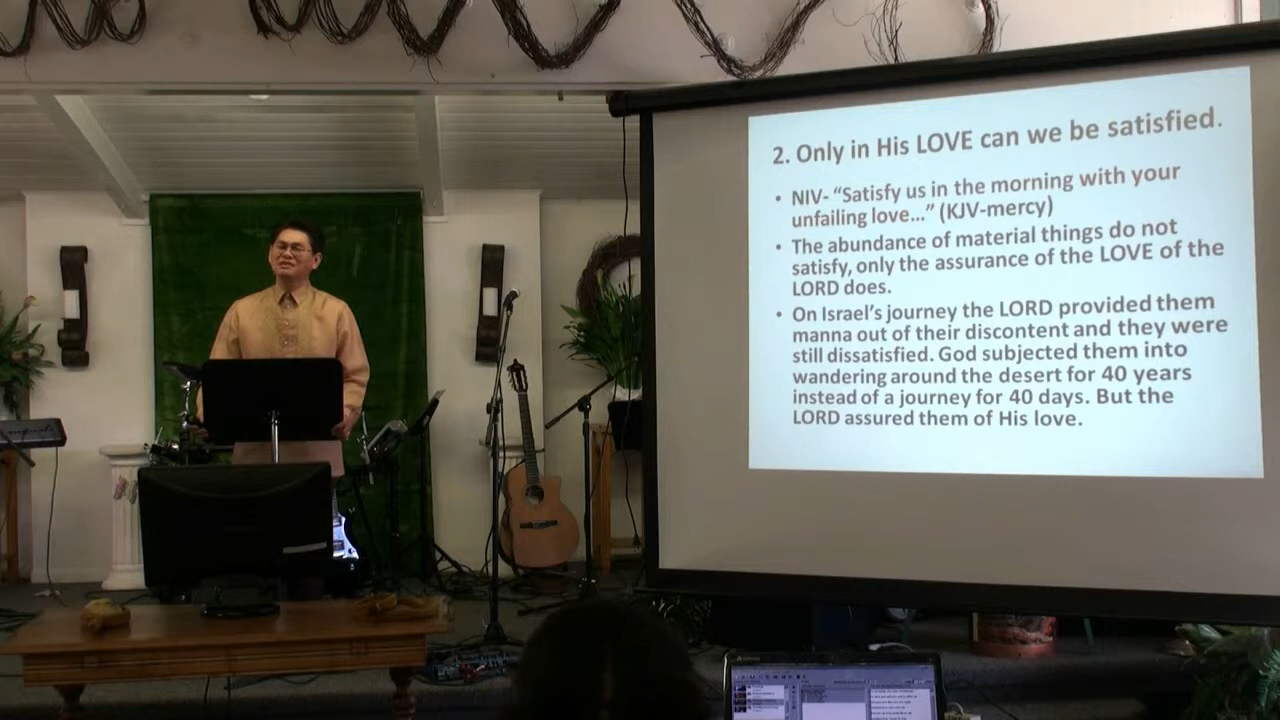 2. Only in His LOVE can we be satisfied.
• NIV- “Satisfy us in the morning with your
unfailing love…” (KJV-mercy)
• The abundance of material things do not
satisfy, only the assurance of the LOVE of the
LORD does.
• On Israel’s journey the LORD provided them
manna out of their discontent and they were
still dissatisfied. God subjected them into
wandering around the desert for 40 years
instead of a journey for 40 days. But the
LORD assured them of His love.